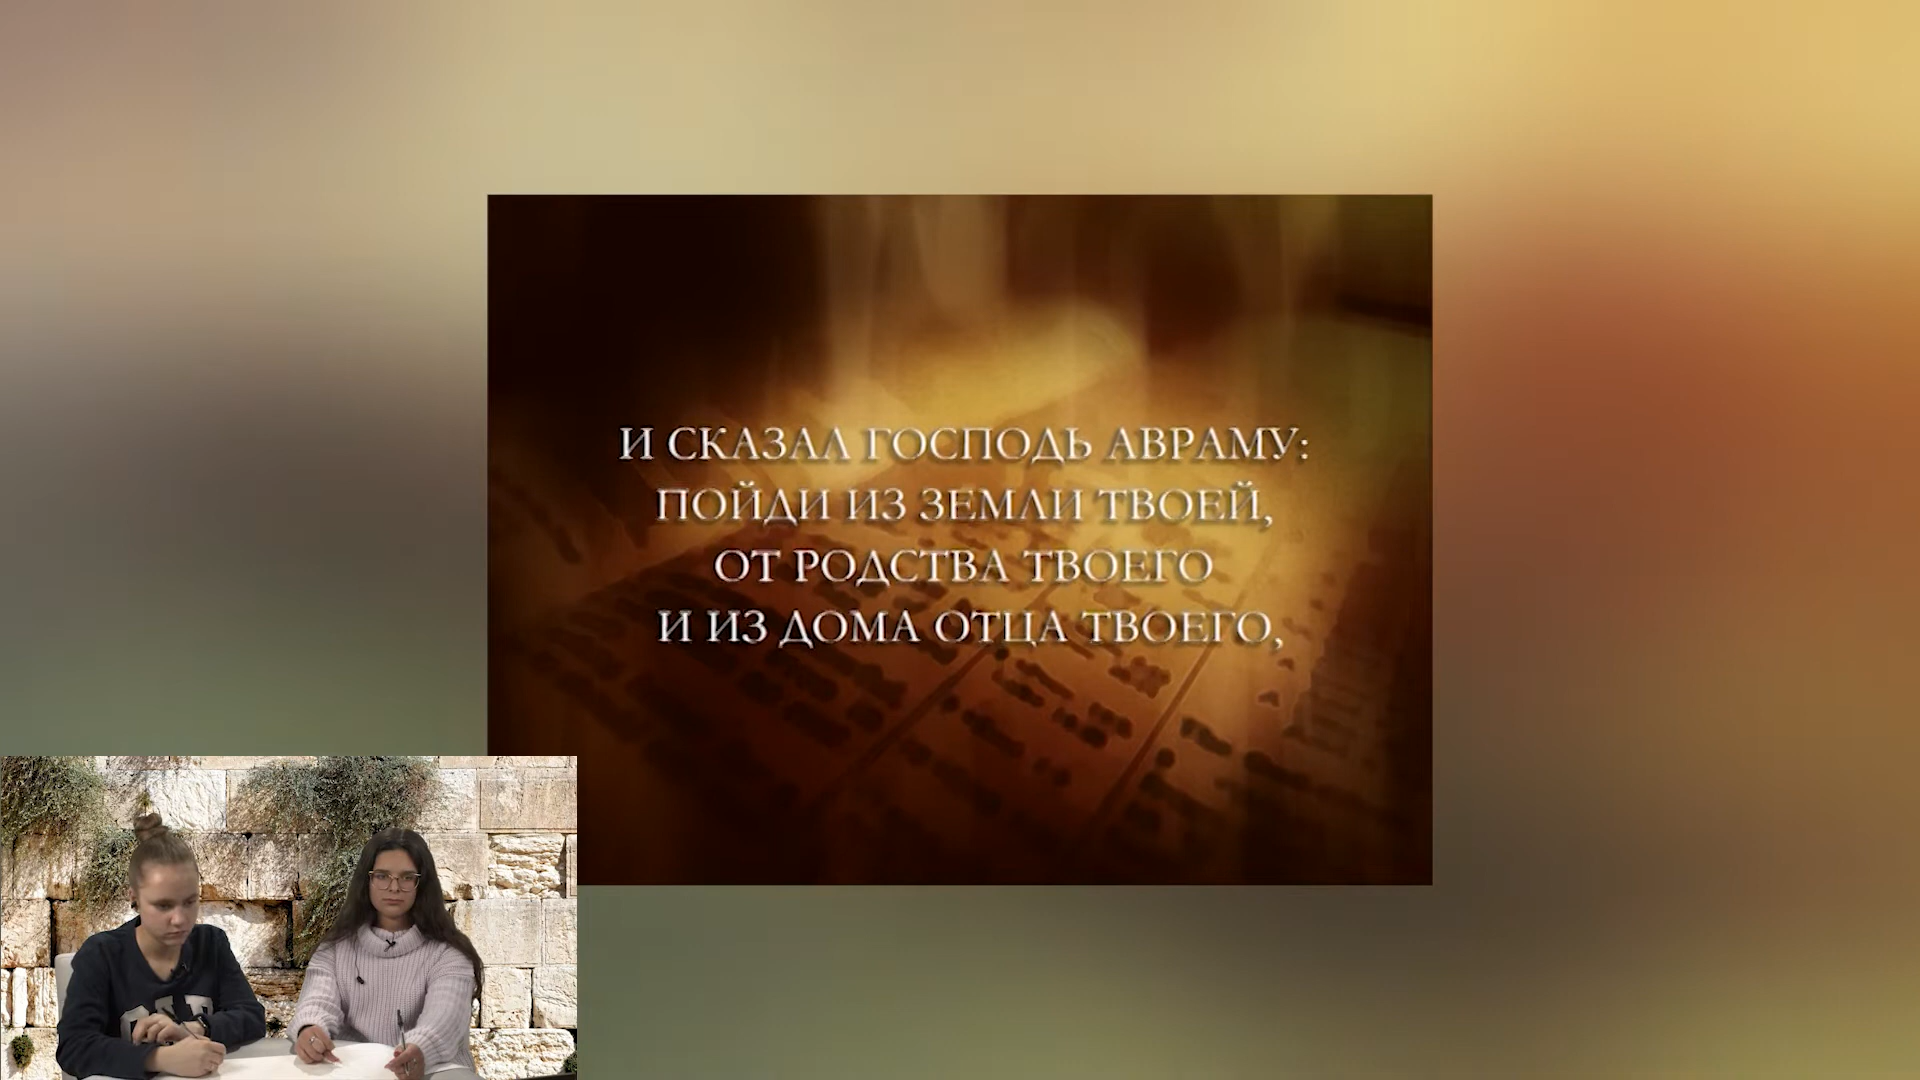 И СКАЗАЛ ГОСПОДЬ АВРАМУ:
ПОЙДИ ИЗ ЗЕМЛИ ТВОЕЙ,
ОТ РОДСТВА ТВОЕГО
И ИЗ ДОМА ОТЦА ТВОЕГО,